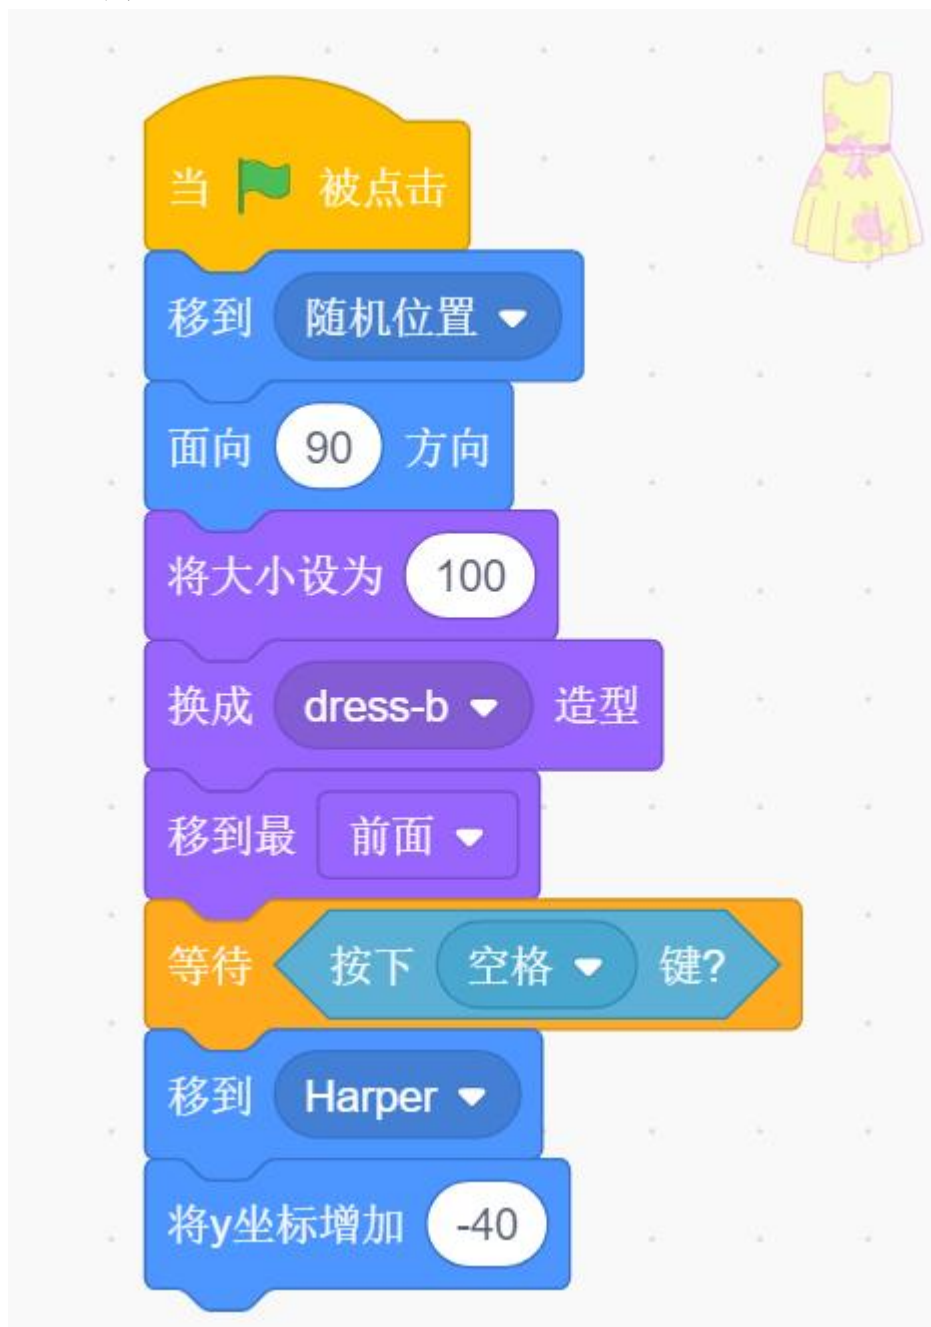 当 被点击
移到 随机位置
面向 90 方向
将大小设为 100
换成 dress-b 造型
移到最 前面
等待 按下 空格 键?
移到 Harper
将y坐标增加 -40